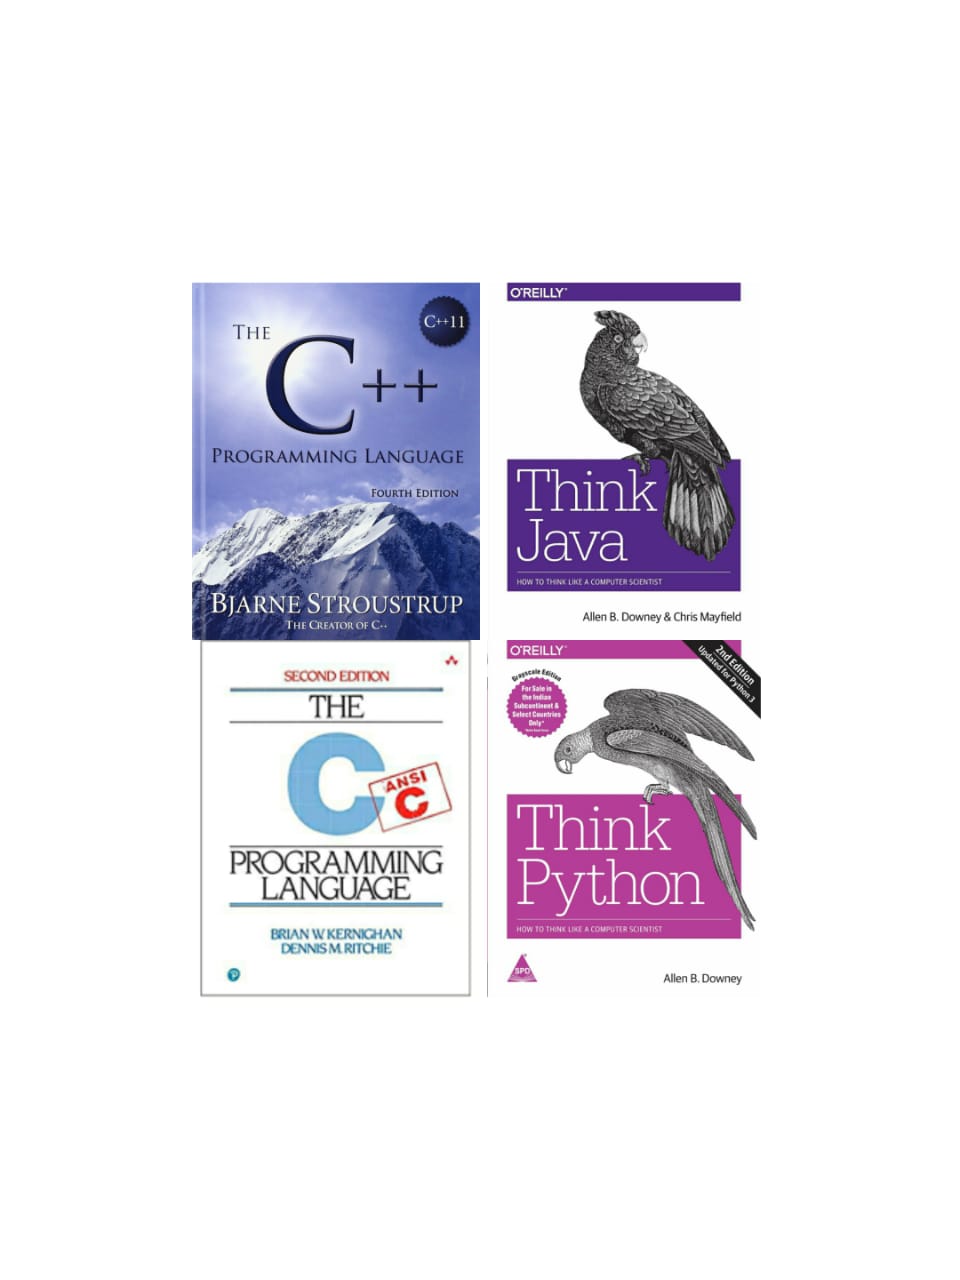 THE
C++11
C++
PROGRAMMING LANGUAGE
FOURTH EDITION
BJARNE STROUSTRUP
THE CREATOR OF C++
O'REILLY
Think
Java
HOW TO THINK LIKE A COMPUTER SCIENTIST
Allen B. Downey & Chris Mayfield
SECOND EDITION
THE
C
ANSI
C
PROGRAMMING
LANGUAGE
BRIAN W. KERNIGHAN
DENNIS M. RITCHIE
O'REILLY
2nd Edition
Updated for Python 3
Grayscale Edition
For Sale in
the Indian
Subcontinent &
Select Countries
Only*
Think
Python
HOW TO THINK LIKE A COMPUTER SCIENTIST
SPD
Allen B. Downey